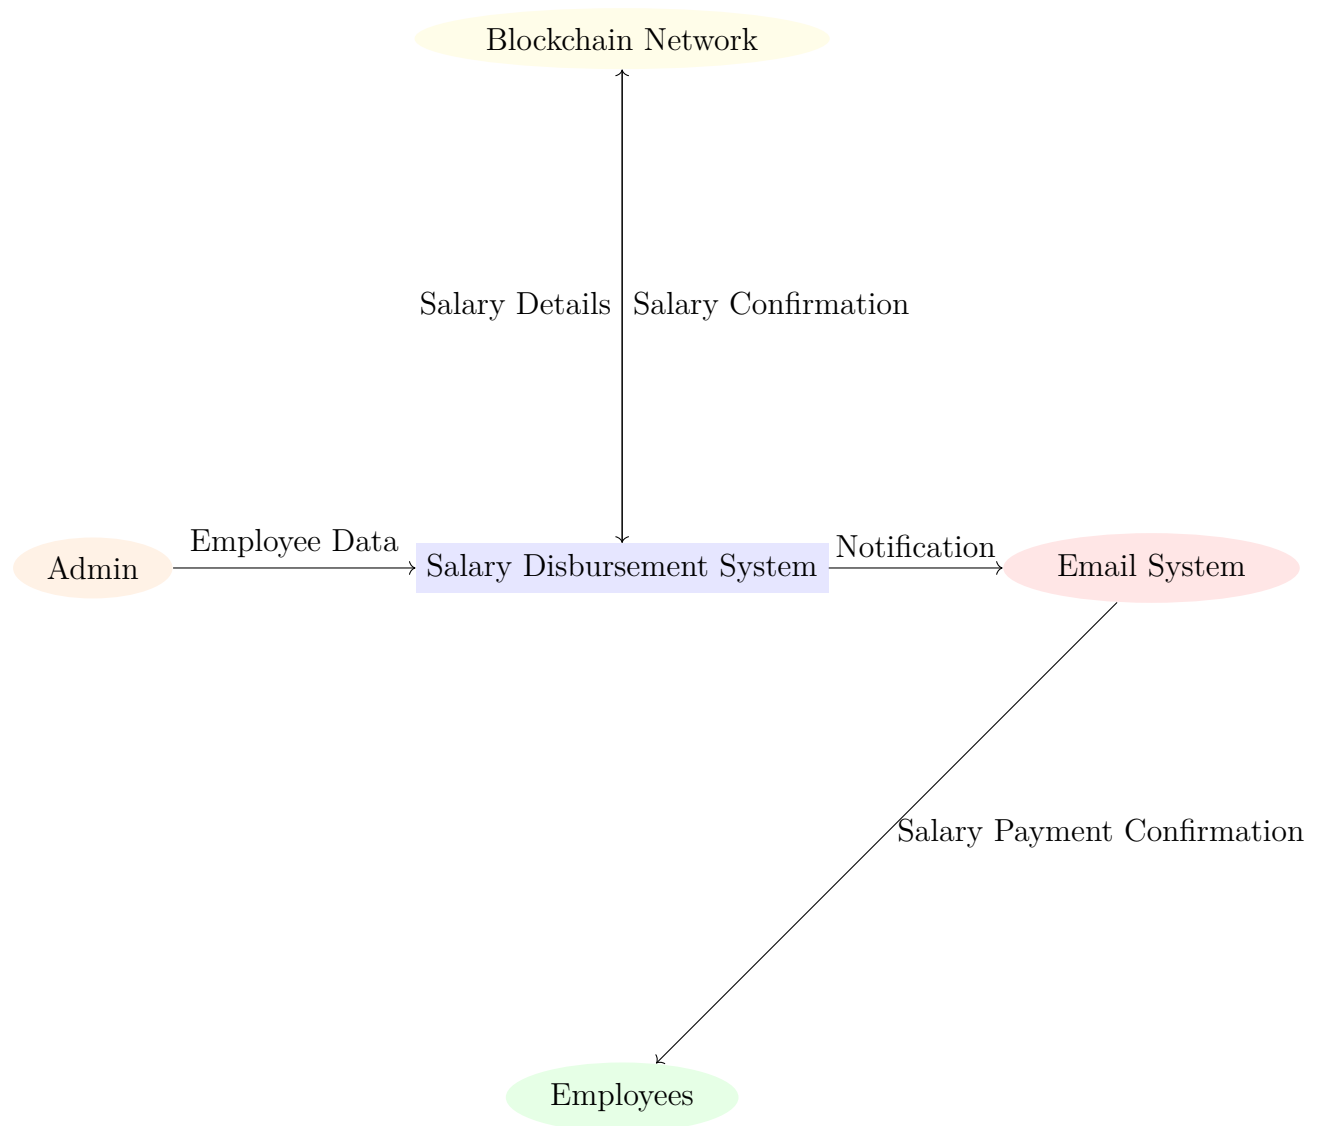 Blockchain Network
Salary Details
Salary Confirmation
Employee Data
Notification
Admin
Salary Disbursement System
Email System
Salary Payment Confirmation
Employees